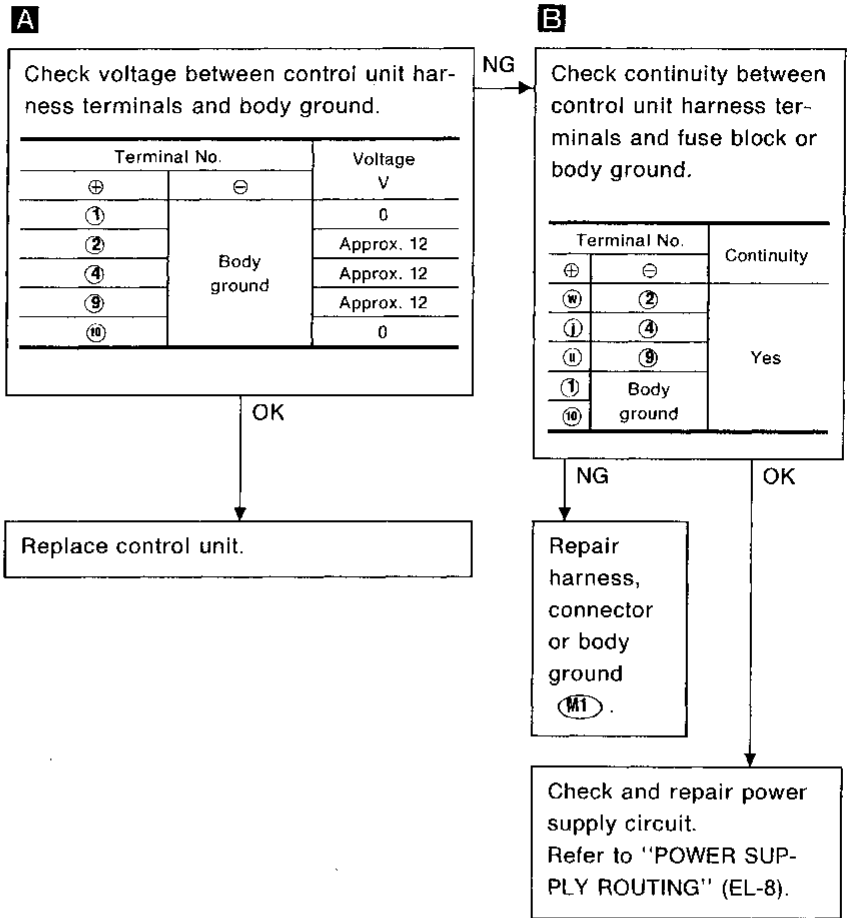 A
Check voltage between control unit har-
ness terminals and body ground.
Terminal No. Voltage
⊕ ⊖ V
① Body ground 0
② Approx. 12
④ Approx. 12
⑨ Approx. 12
⑩ 0
OK
Replace control unit.
NG
B
Check continuity between
control unit harness ter-
minals and fuse block or
body ground.
Terminal No. Continuity
⊕ ⊖
ⓦ ② Yes
ⓙ ④
ⓤ ⑨
① Body ground
⑩
NG
Repair
harness,
connector
or body
ground
M1 .
OK
Check and repair power
supply circuit.
Refer to "POWER SUP-
PLY ROUTING" (EL-8).